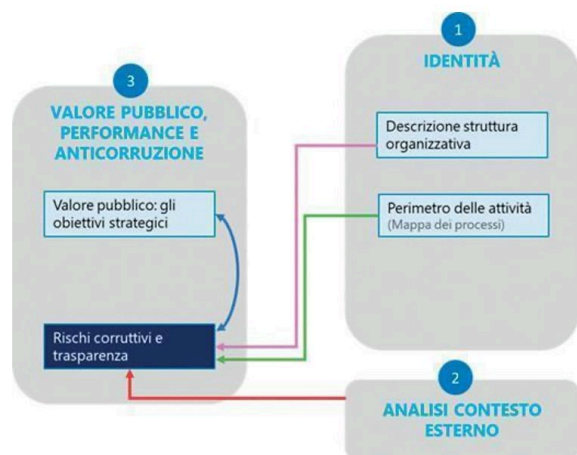 1
IDENTITÀ
Descrizione struttura
organizzativa
Perimetro delle attività
(Mappa dei processi)
2
ANALISI CONTESTO
ESTERNO
3
VALORE PUBBLICO,
PERFORMANCE E
ANTICORRUZIONE
Valore pubblico: gli
obiettivi strategici
Rischi corruttivi e
trasparenza